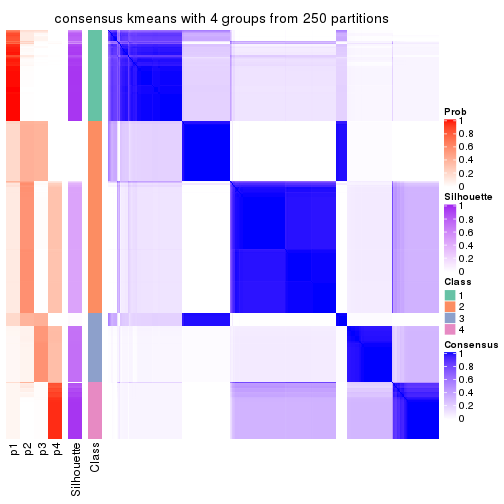 consensus kmeans with 4 groups from 250 partitions
Prob
1
0.8
0.6
0.4
0.2
0
Silhouette
1
0.8
0.6
0.4
0.2
0
Class
1
2
3
4
Consensus
1
0.8
0.6
0.4
0.2
0
p1
p2
p3
p4
Silhouette
Class